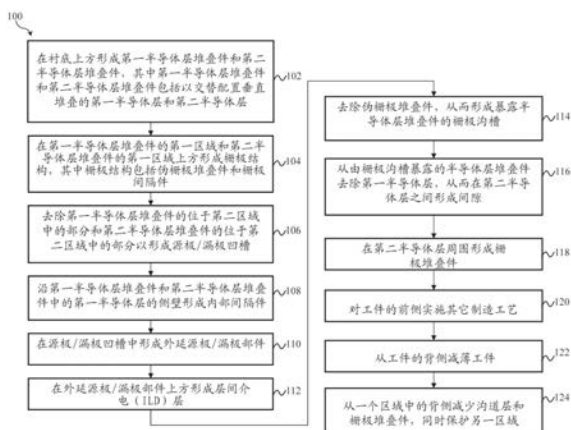 100
在衬底上方形成第一半导体层堆叠件和第二
半导体层堆叠件，其中第一半导体层堆叠件
和第二半导体层堆叠件包括以交替配置垂直
堆叠的第一半导体层和第二半导体层
102
在第一半导体层堆叠件的第一区域和第二半
导体层堆叠件的第一区域上方形成栅极结
构，其中栅极结构包括伪栅极堆叠件和栅极
间隔件
104
去除第一半导体层堆叠件的位于第二区域
中的部分和第二半导体层堆叠件的位于第
二区域中的部分以形成源极/漏极凹槽
106
沿第一半导体层堆叠件和第二半导体层堆叠
件中的第一半导体层的侧壁形成内部间隔件
108
在源极/漏极凹槽中形成外延源极/漏极部件
110
在外延源极/漏极部件上方形成层间介
电（ILD）层
112
去除伪栅极堆叠件，从而形成暴露半
导体层堆叠件的栅极沟槽
114
从由栅极沟槽暴露的半导体层堆叠件
去除第一半导体层，从而在第二半导
体层之间形成间隙
116
在第二半导体层周围形成栅
极堆叠件
118
对工件的前侧实施其它制造工艺
120
从工件的背侧减薄工件
122
从一个区域中的背侧减少沟道层和
栅极堆叠件，同时保护另一区域
124